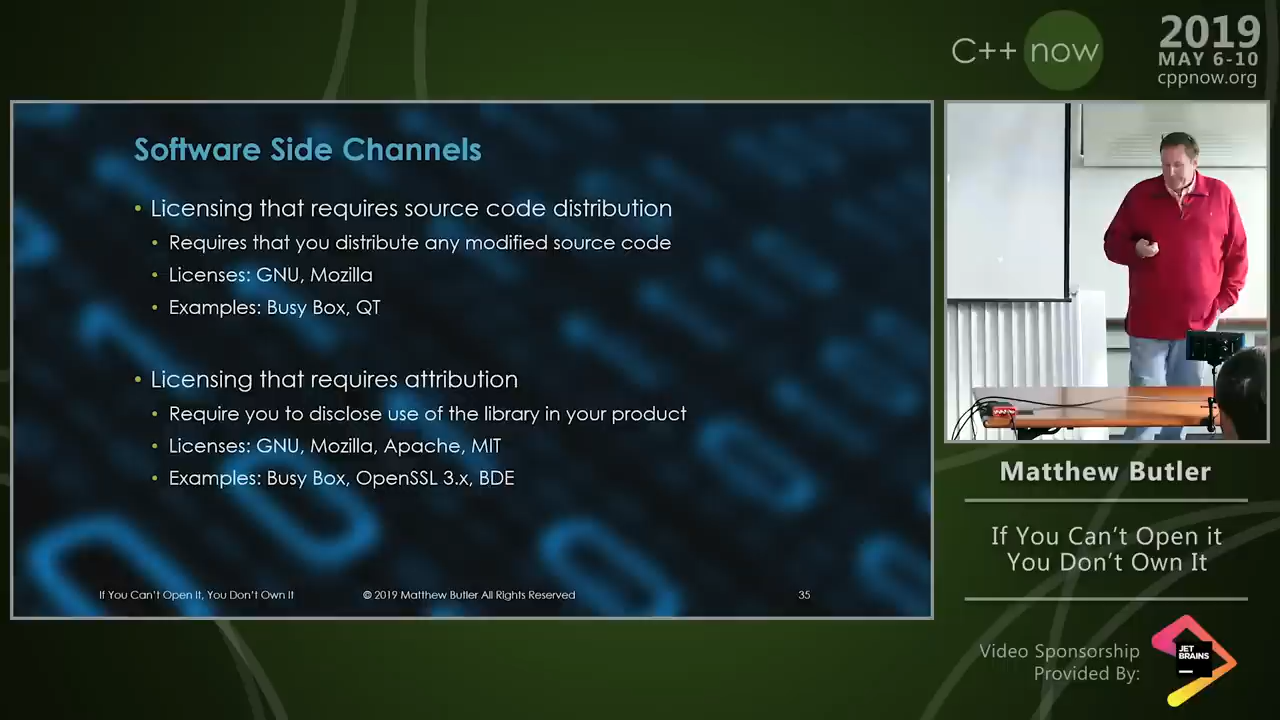 C++ now
2019
MAY 6-10
cppnow.org
Software Side Channels
• Licensing that requires source code distribution
• Requires that you distribute any modified source code
• Licenses: GNU, Mozilla
• Examples: Busy Box, QT
• Licensing that requires attribution
• Require you to disclose use of the library in your product
• Licenses: GNU, Mozilla, Apache, MIT
• Examples: Busy Box, OpenSSL 3.x, BDE
If You Can't Open It, You Don't Own It
© 2019 Matthew Butler All Rights Reserved
35
Matthew Butler
If You Can't Open it
You Don't Own It
Video Sponsorship
Provided By:
JET
BRAINS